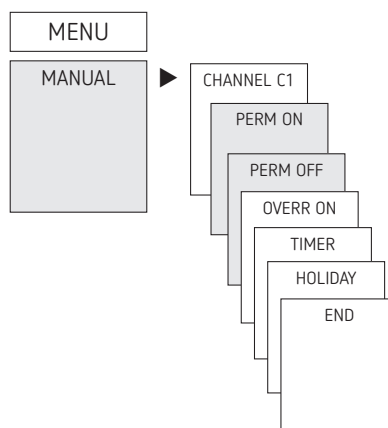 MENU
MANUAL
CHANNEL C1
PERM ON
PERM OFF
OVERR ON
TIMER
HOLIDAY
END